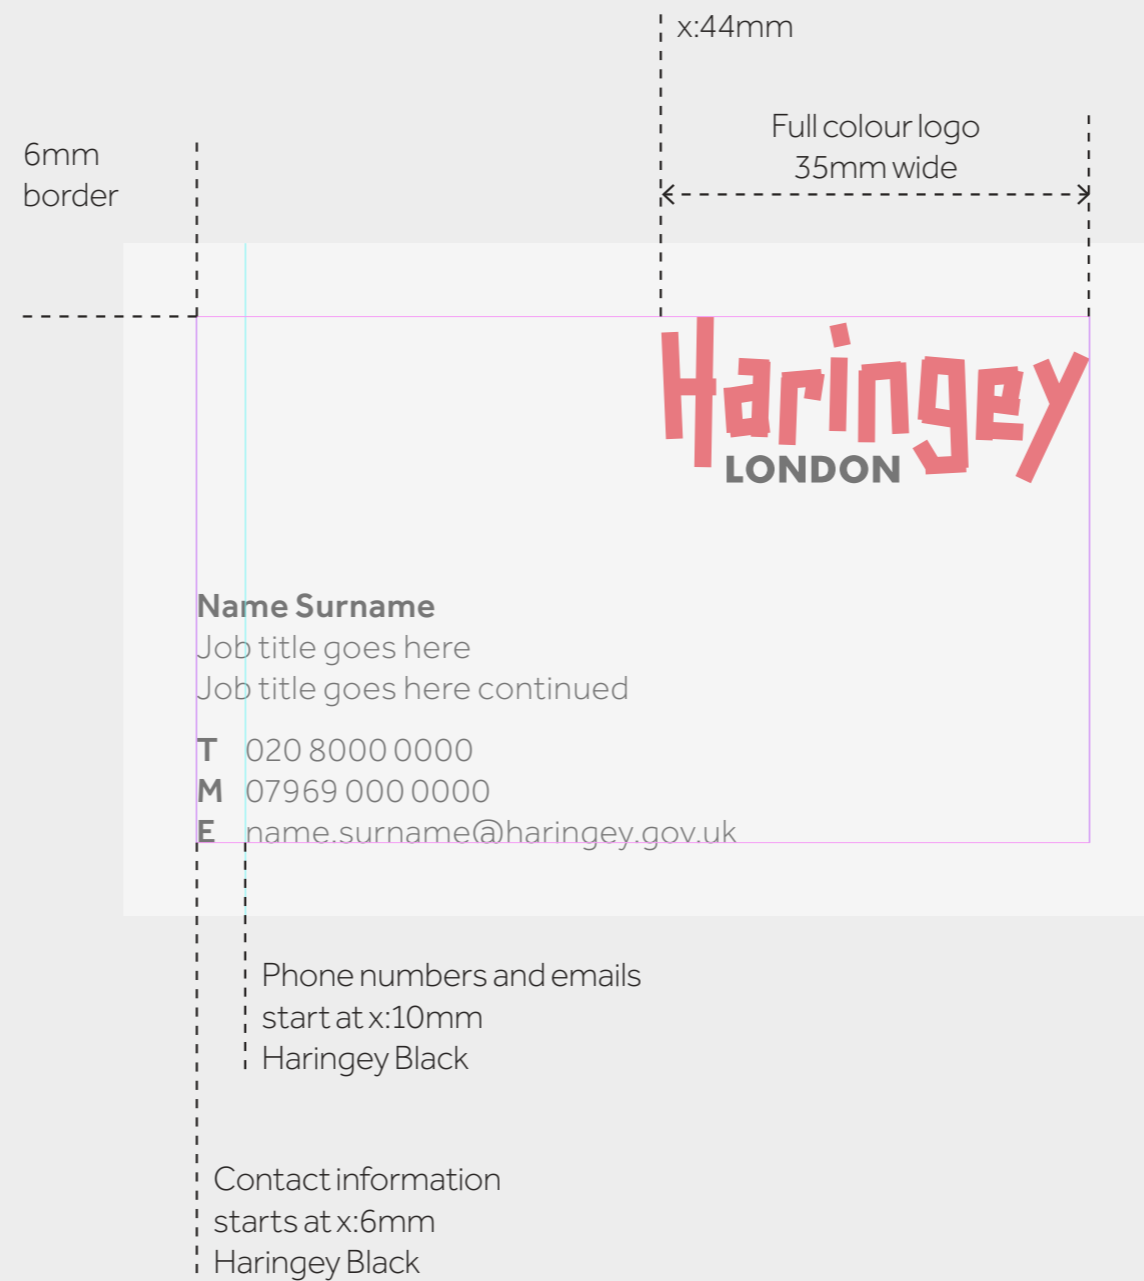 x:44mm
Full colour logo
35mm wide
6mm
border
Haringey
LONDON
Name Surname
Job title goes here
Job title goes here continued
T 020 8000 0000
M 07969 000 0000
E name.surname@haringey.gov.uk
Phone numbers and emails
start at x:10mm
Haringey Black
Contact information
starts at x:6mm
Haringey Black